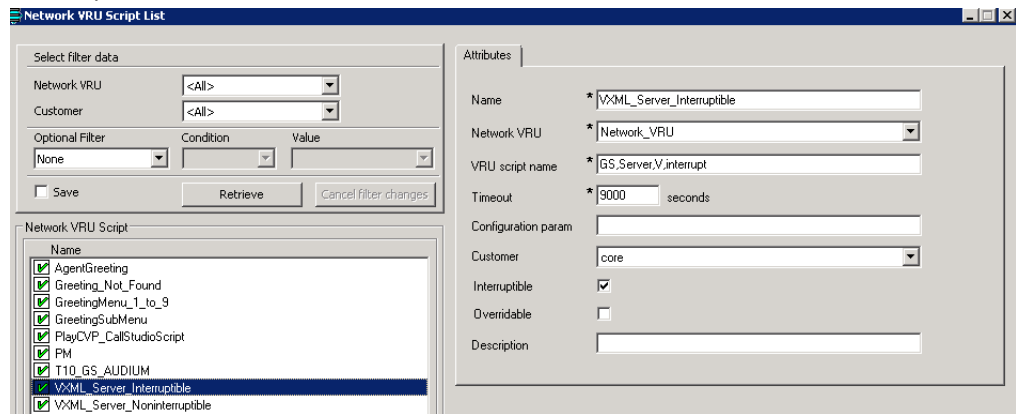 Network VRU Script List
Select filter data
Network VRU <All>
Customer <All>
Optional Filter Condition Value
None
Save Retrieve Cancel filter changes
Network VRU Script
Name
AgentGreeting
Greeting_Not_Found
GreetingMenu_1_to_9
GreetingSubMenu
PlayCVP_CallStudioScript
PM
T10_GS_AUDIUM
VXML_Server_Interruptible
VXML_Server_Noninterruptible
Attributes
Name * VXML_Server_Interruptible
Network VRU * Network_VRU
VRU script name * GS,Server,V,interrupt
Timeout * 9000 seconds
Configuration param
Customer core
Interruptible
Overridable
Description